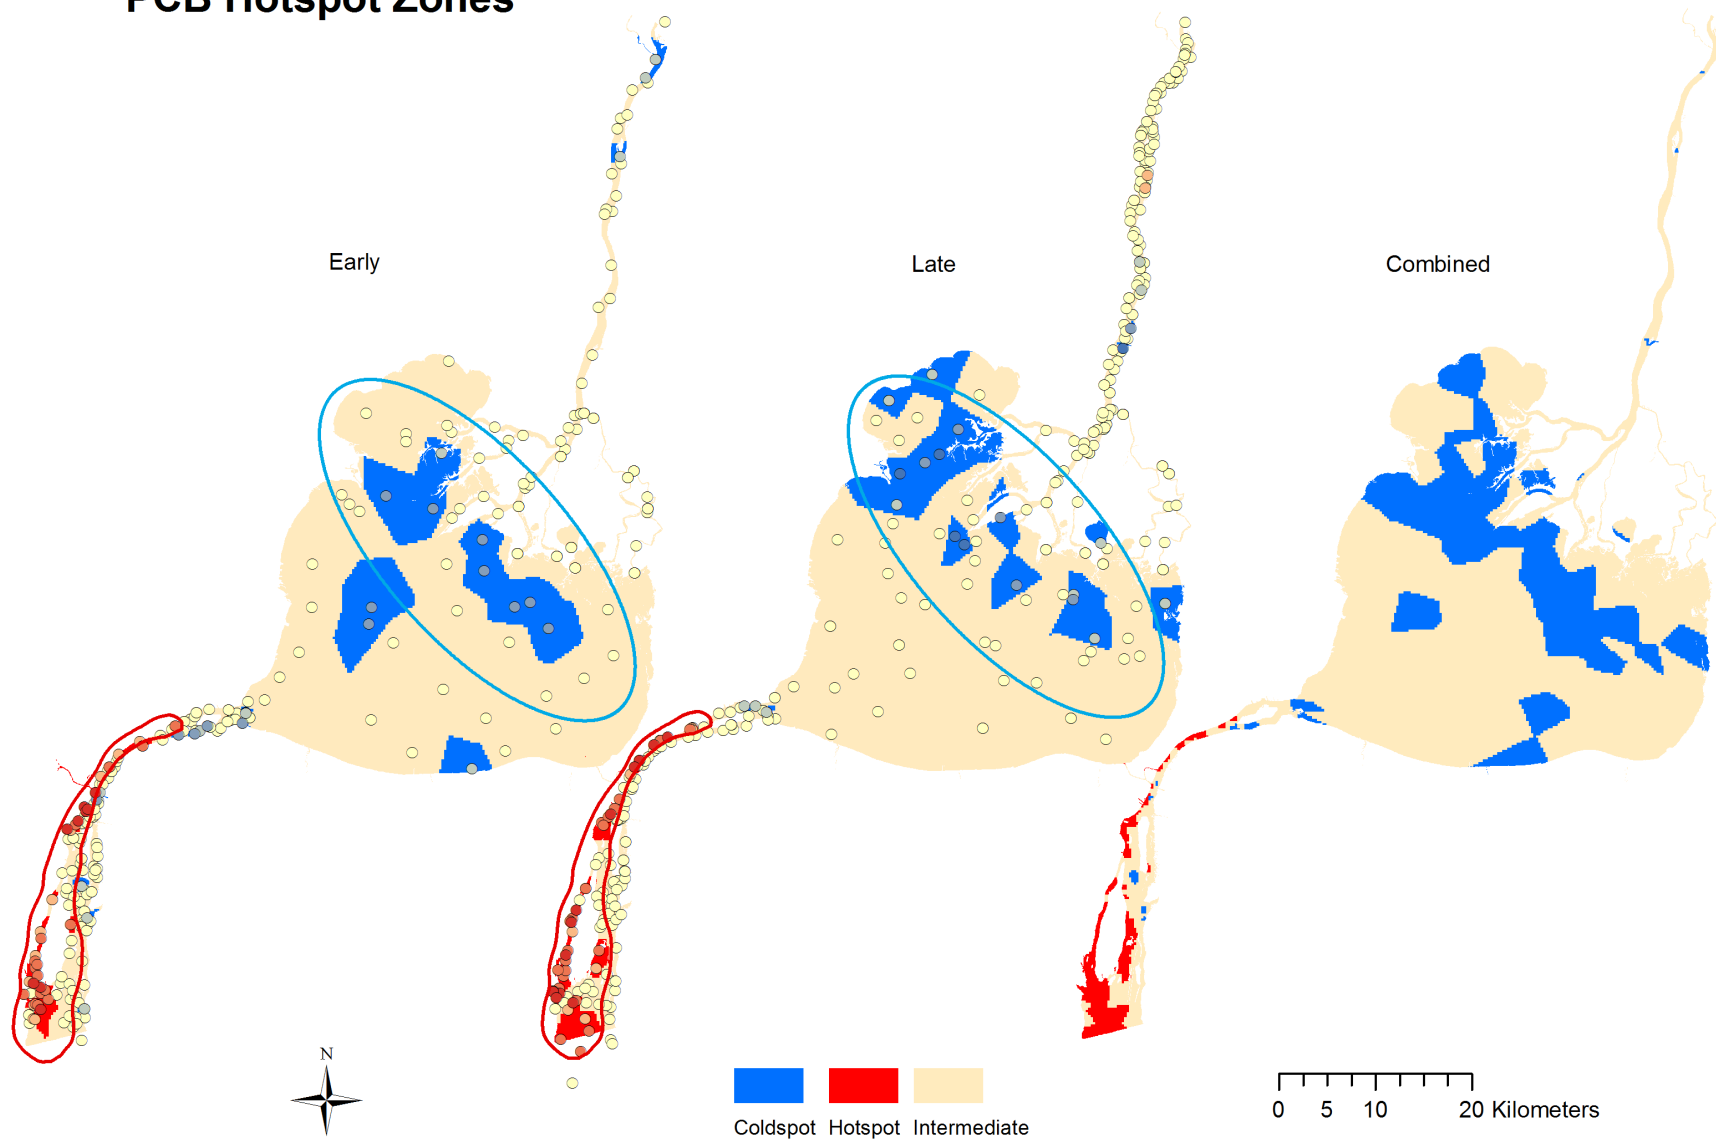 PCB Hotspot Zones
Early
Late
Combined
N
Coldspot Hotspot Intermediate
0 5 10 20 Kilometers